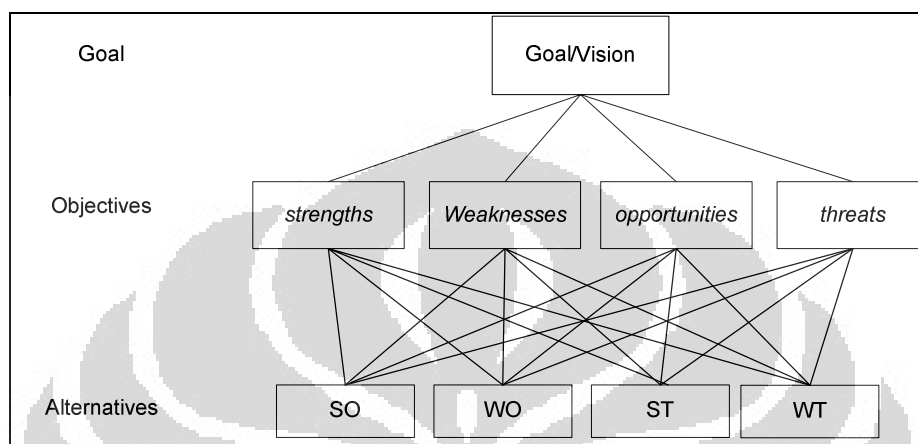 Goal
Goal/Vision
Objectives
strengths
Weaknesses
opportunities
threats
Alternatives
SO
WO
ST
WT